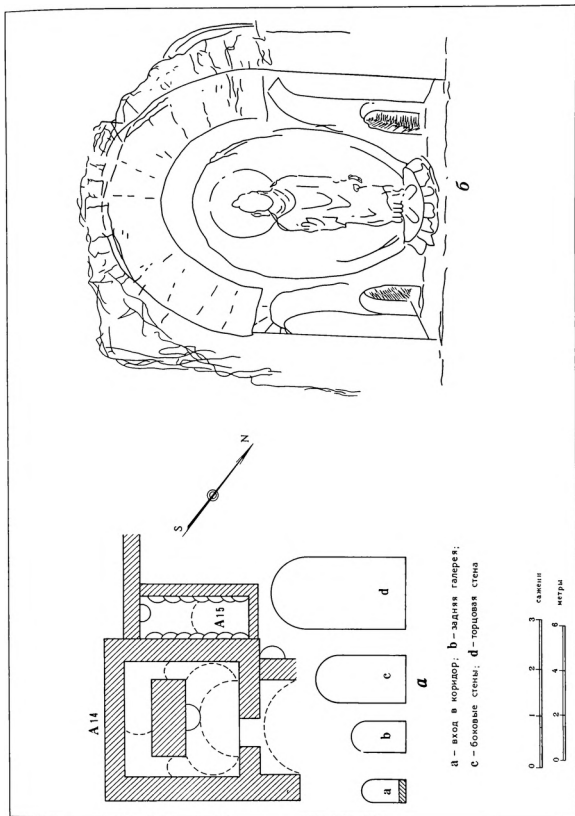 б
S
N
A14
A15
a
b
c
d
а
a – вход в коридор; b – задняя галерея;
c – боковые стены; d – торцовая стена
0 1 2 3
сажени
0 2 4 6
метры